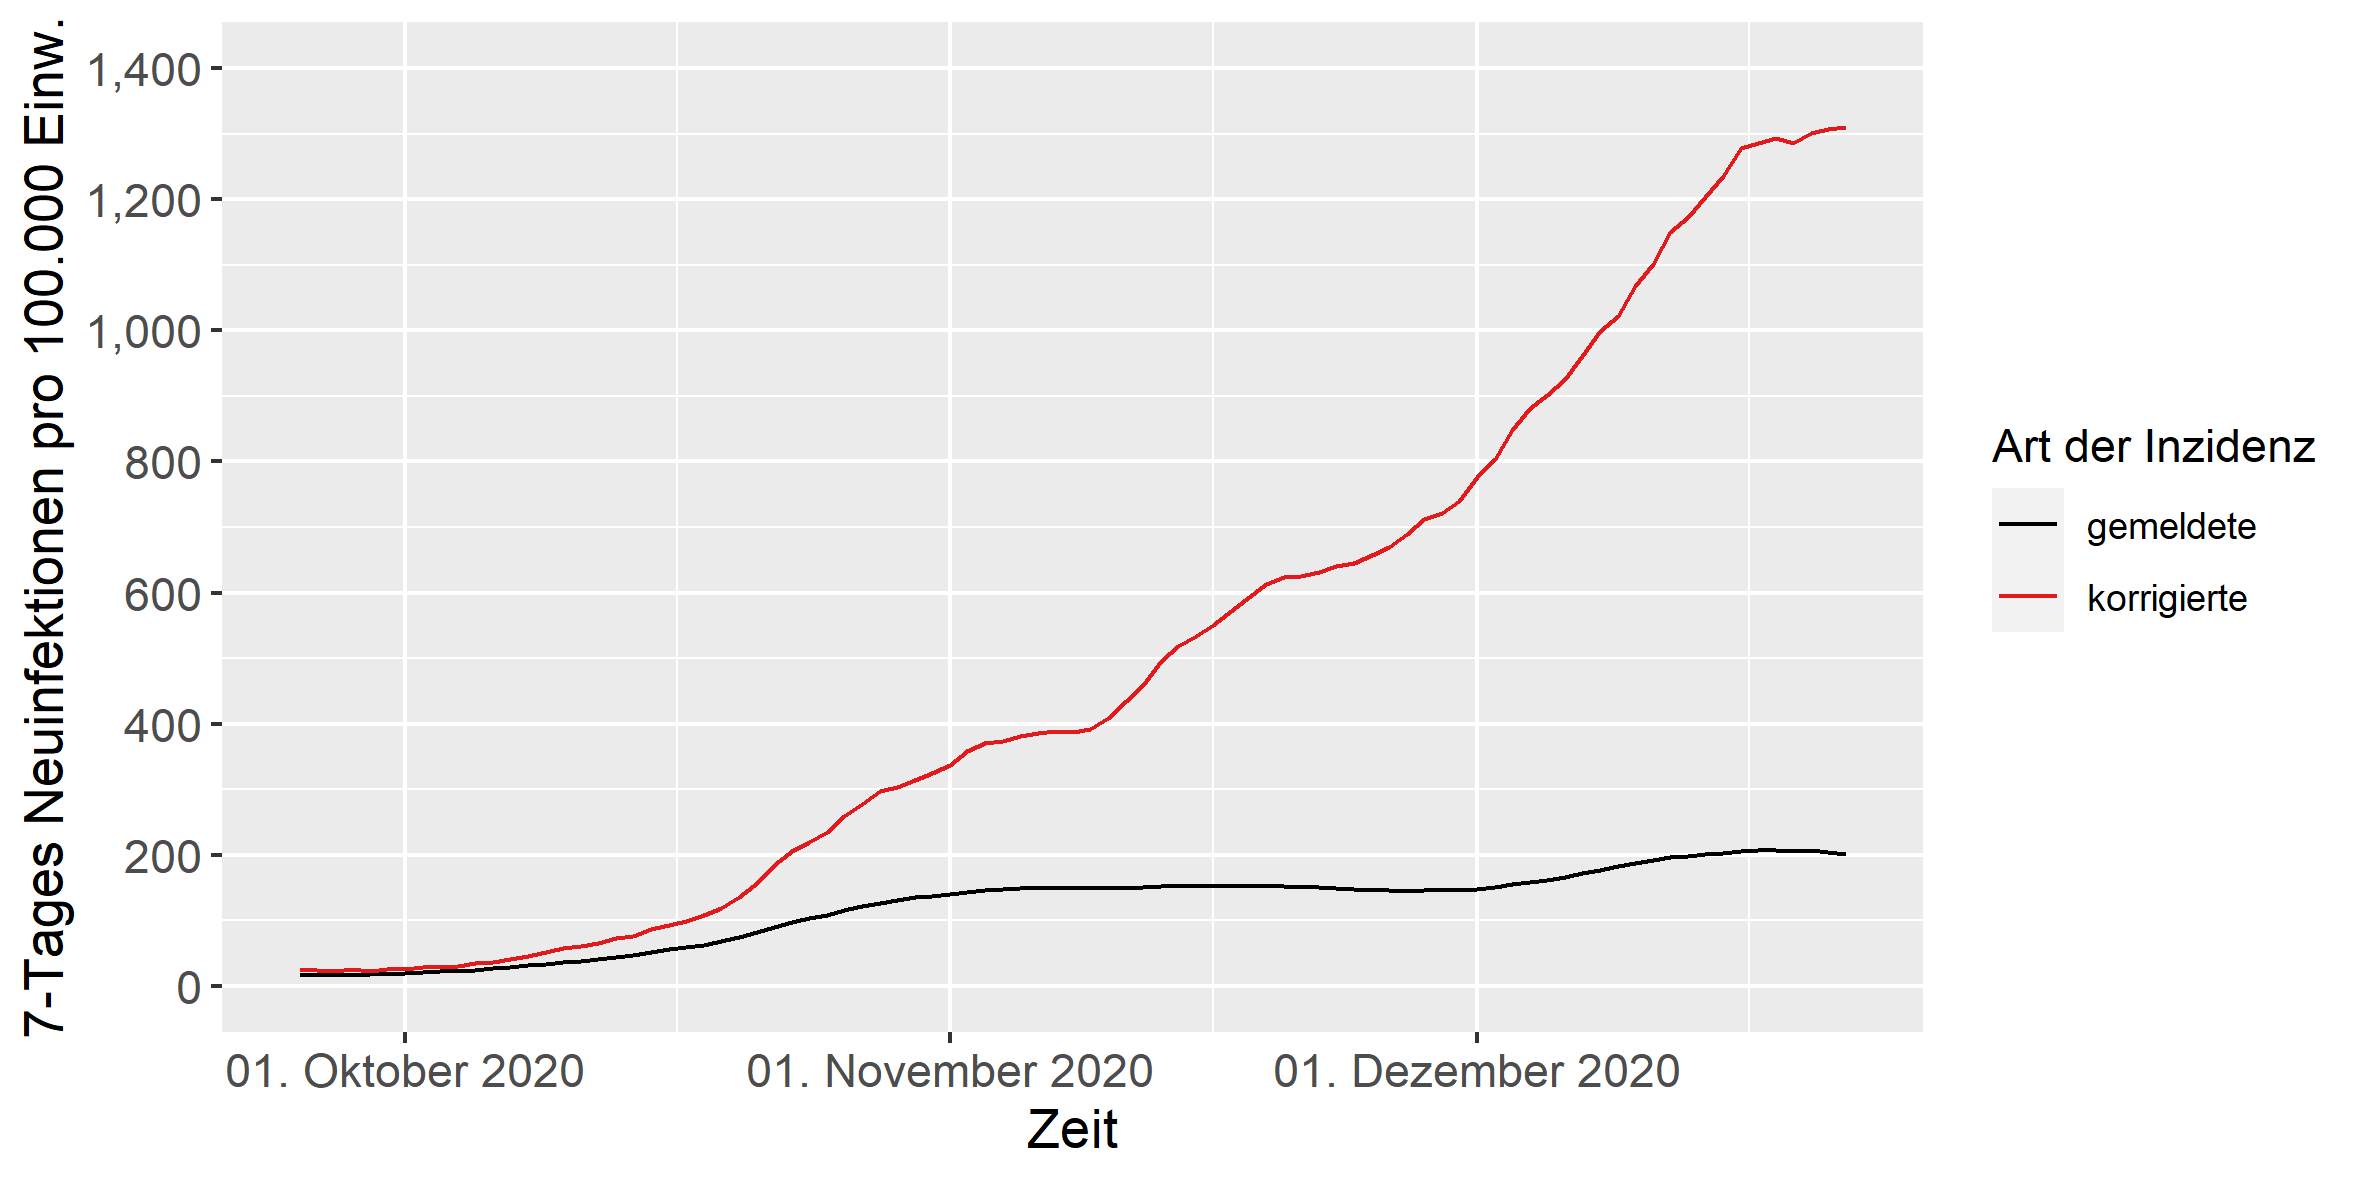 7-Tages Neuinfektionen pro 100.000 Einw.
1,400
1,200
1,000
800
600
400
200
0
01. Oktober 2020
01. November 2020
01. Dezember 2020
Zeit
Art der Inzidenz
gemeldete
korrigierte